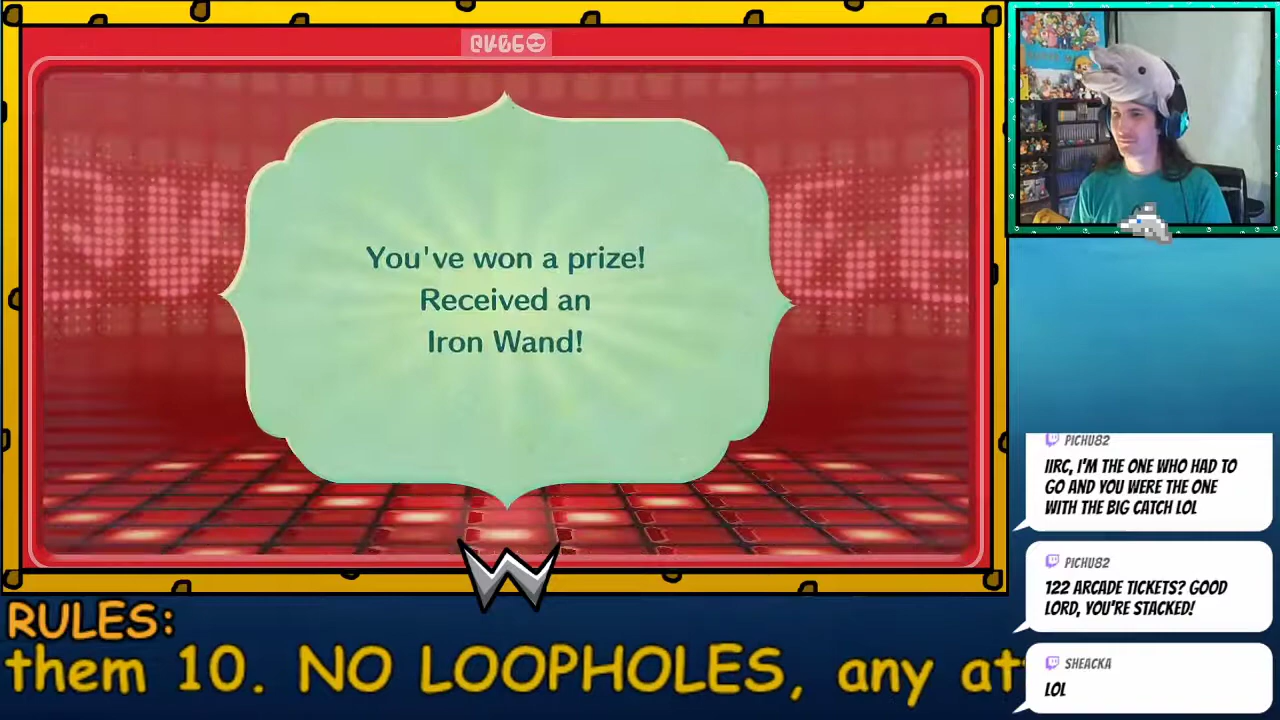 You've won a prize!
Received an
Iron Wand!
PICHU82
IIRC, I'M THE ONE WHO HAD TO
GO AND YOU WERE THE ONE
WITH THE BIG CATCH LOL
PICHU82
122 ARCADE TICKETS? GOOD
LORD, YOU'RE STACKED!
SHEACKA
LOL
RULES:
them 10. NO LOOPHOLES, any at